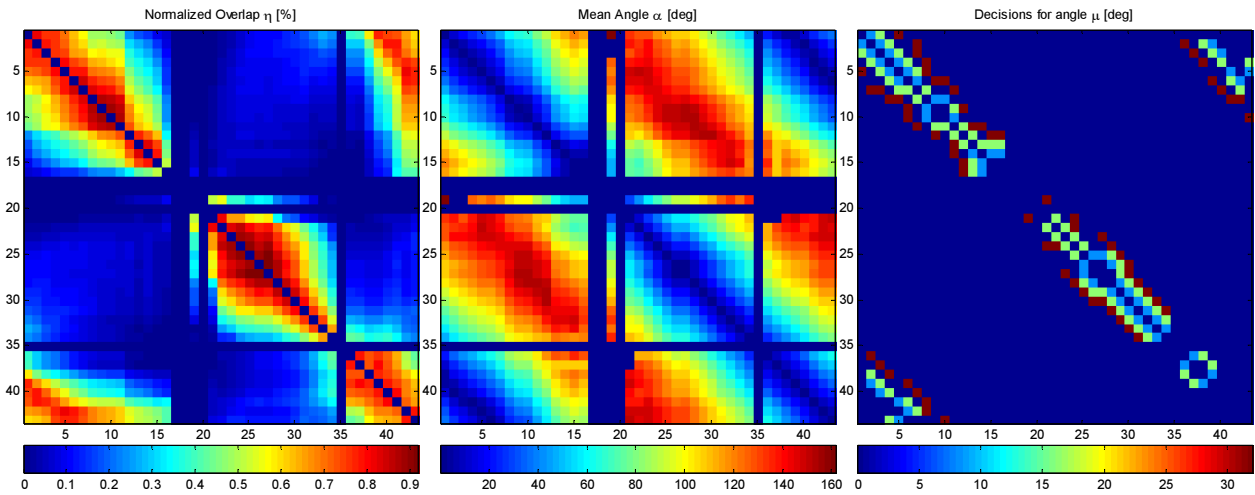 Normalized Overlap η [%]
Mean Angle α [deg]
Decisions for angle μ [deg]
5 5 5
10 10 10
15 15 15
20 20 20
25 25 25
30 30 30
35 35 35
40 40 40
5 10 15 20 25 30 35 40 5 10 15 20 25 30 35 40 5 10 15 20 25 30 35 40
0 0.1 0.2 0.3 0.4 0.5 0.6 0.7 0.8 0.9 20 40 60 80 100 120 140 160 0 5 10 15 20 25 30